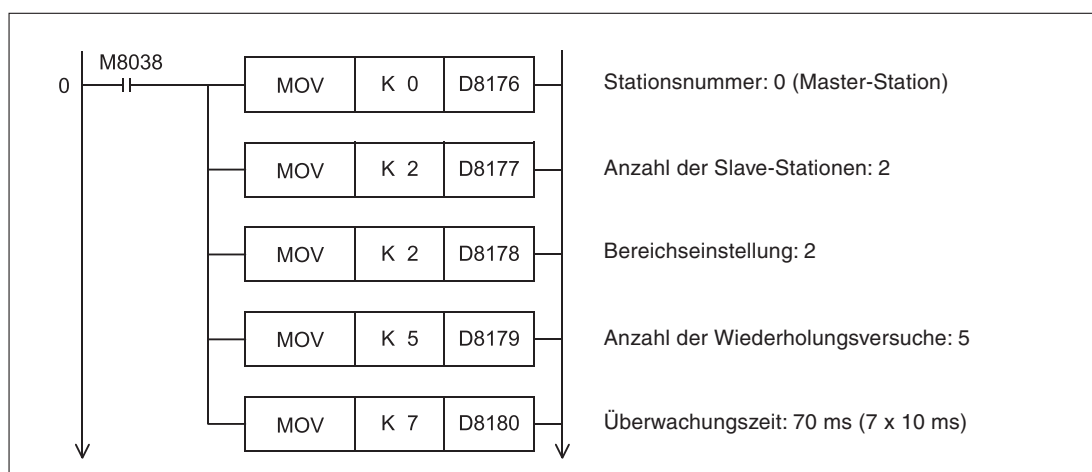 M8038
0 MOV K 0 D8176 Stationsnummer: 0 (Master-Station)
MOV K 2 D8177 Anzahl der Slave-Stationen: 2
MOV K 2 D8178 Bereichseinstellung: 2
MOV K 5 D8179 Anzahl der Wiederholungsversuche: 5
MOV K 7 D8180 Überwachungszeit: 70 ms (7 x 10 ms)